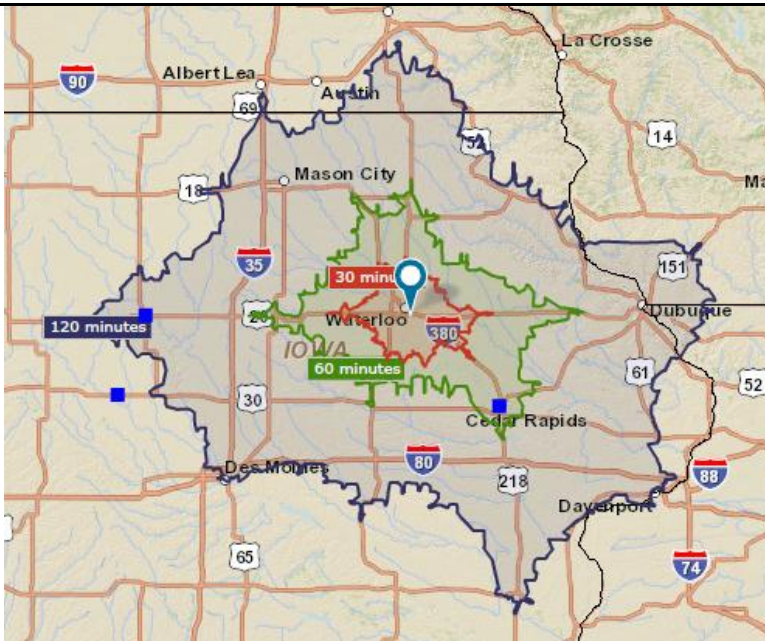 La Crosse
90
Albert Lea
Austin
69
52
14
Mason City
18
35
151
30 minu
20
Waterloo
380
Dubuque
120 minutes
IOWA
60 minutes
61
52
30
Cedar Rapids
80
Des Moines
88
218
Davenport
65
74